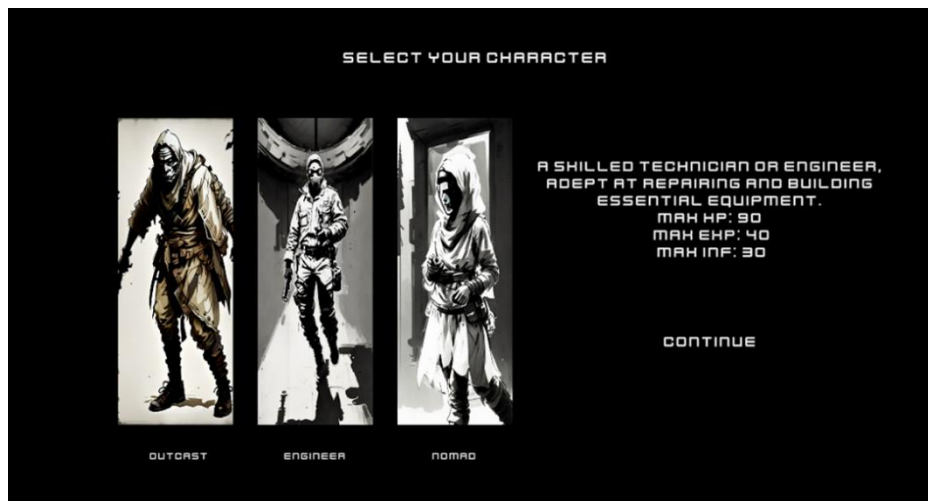 SELECT YOUR CHARACTER
A SKILLED TECHNICIAN OR ENGINEER,
ADEPT AT REPAIRING AND BUILDING
ESSENTIAL EQUIPMENT.
MAX HP: 90
MAX EXP: 40
MAX INF: 30
CONTINUE
OUTCAST
ENGINEER
NOMAD